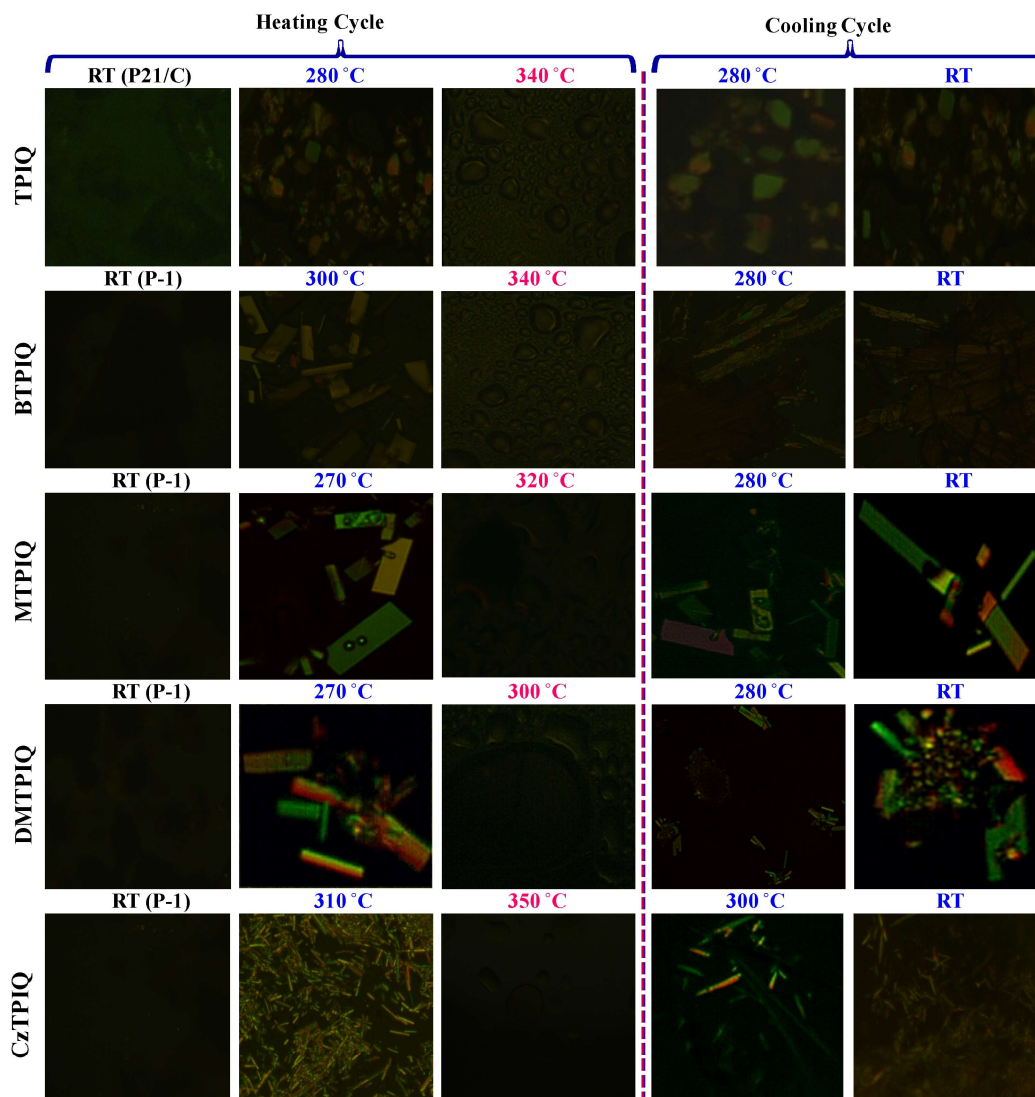 Heating Cycle
Cooling Cycle
RT (P21/C) 280 °C 340 °C 280 °C RT
TPIQ
RT (P-1) 300 °C 340 °C 280 °C RT
BTPIQ
RT (P-1) 270 °C 320 °C 280 °C RT
MTPIQ
RT (P-1) 270 °C 300 °C 280 °C RT
DMTPIQ
RT (P-1) 310 °C 350 °C 300 °C RT
CzTPIQ